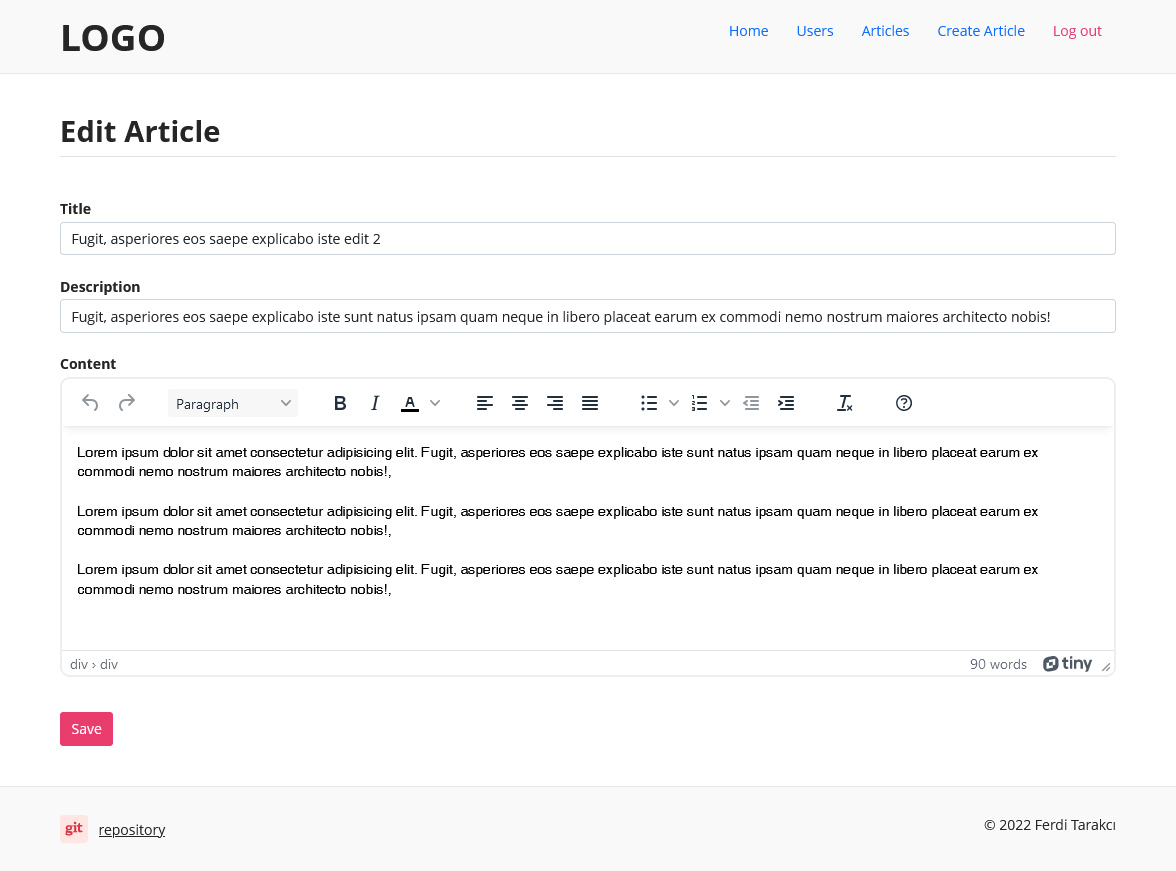 LOGO
Home Users Articles Create Article Log out
Edit Article
Title
Fugit, asperiores eos saepe explicabo iste edit 2
Description
Fugit, asperiores eos saepe explicabo iste sunt natus ipsam quam neque in libero placeat earum ex commodi nemo nostrum maiores architecto nobis!
Content
Paragraph B I A
Lorem ipsum dolor sit amet consectetur adipisicing elit. Fugit, asperiores eos saepe explicabo iste sunt natus ipsam quam neque in libero placeat earum ex
commodi nemo nostrum maiores architecto nobis!,
Lorem ipsum dolor sit amet consectetur adipisicing elit. Fugit, asperiores eos saepe explicabo iste sunt natus ipsam quam neque in libero placeat earum ex
commodi nemo nostrum maiores architecto nobis!,
Lorem ipsum dolor sit amet consectetur adipisicing elit. Fugit, asperiores eos saepe explicabo iste sunt natus ipsam quam neque in libero placeat earum ex
commodi nemo nostrum maiores architecto nobis!,
div › div 90 words tiny
Save
git repository © 2022 Ferdi Tarakcı